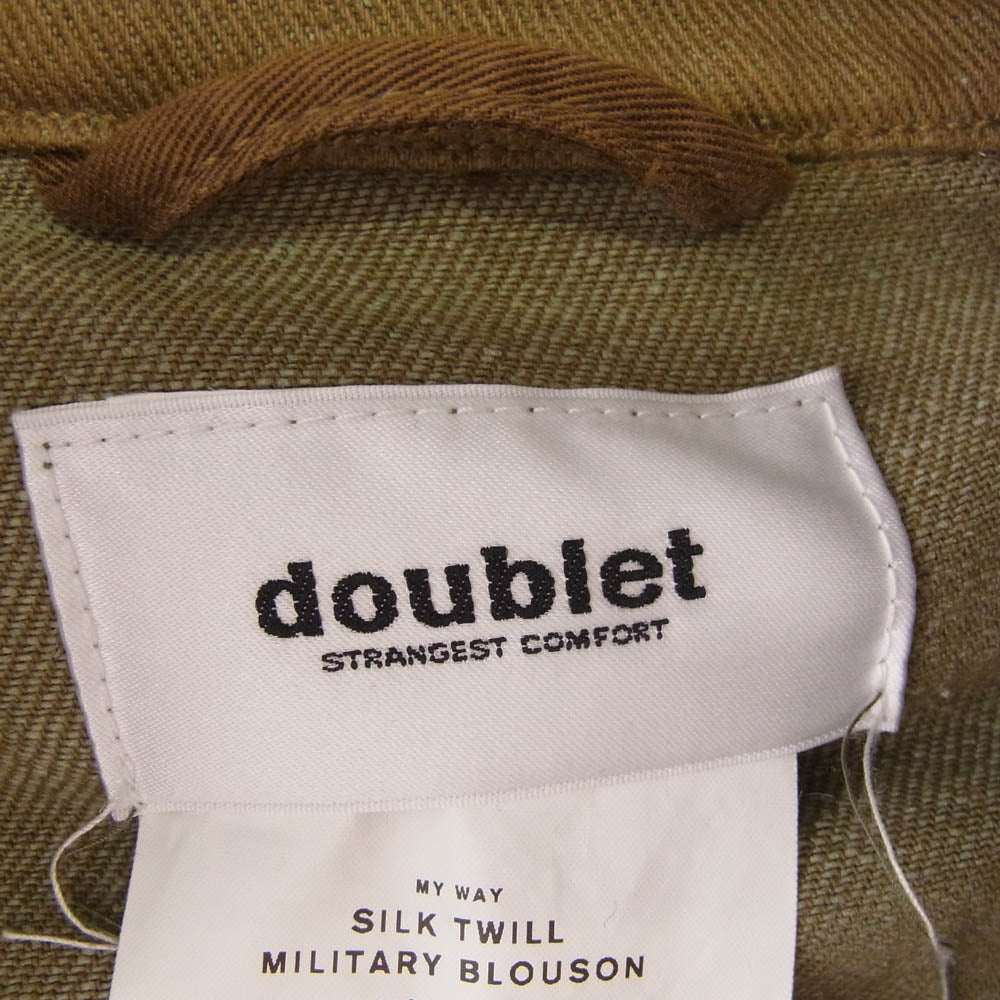 doublet
STRANGEST COMFORT
MY WAY
SILK TWILL
MILITARY BLOUSON